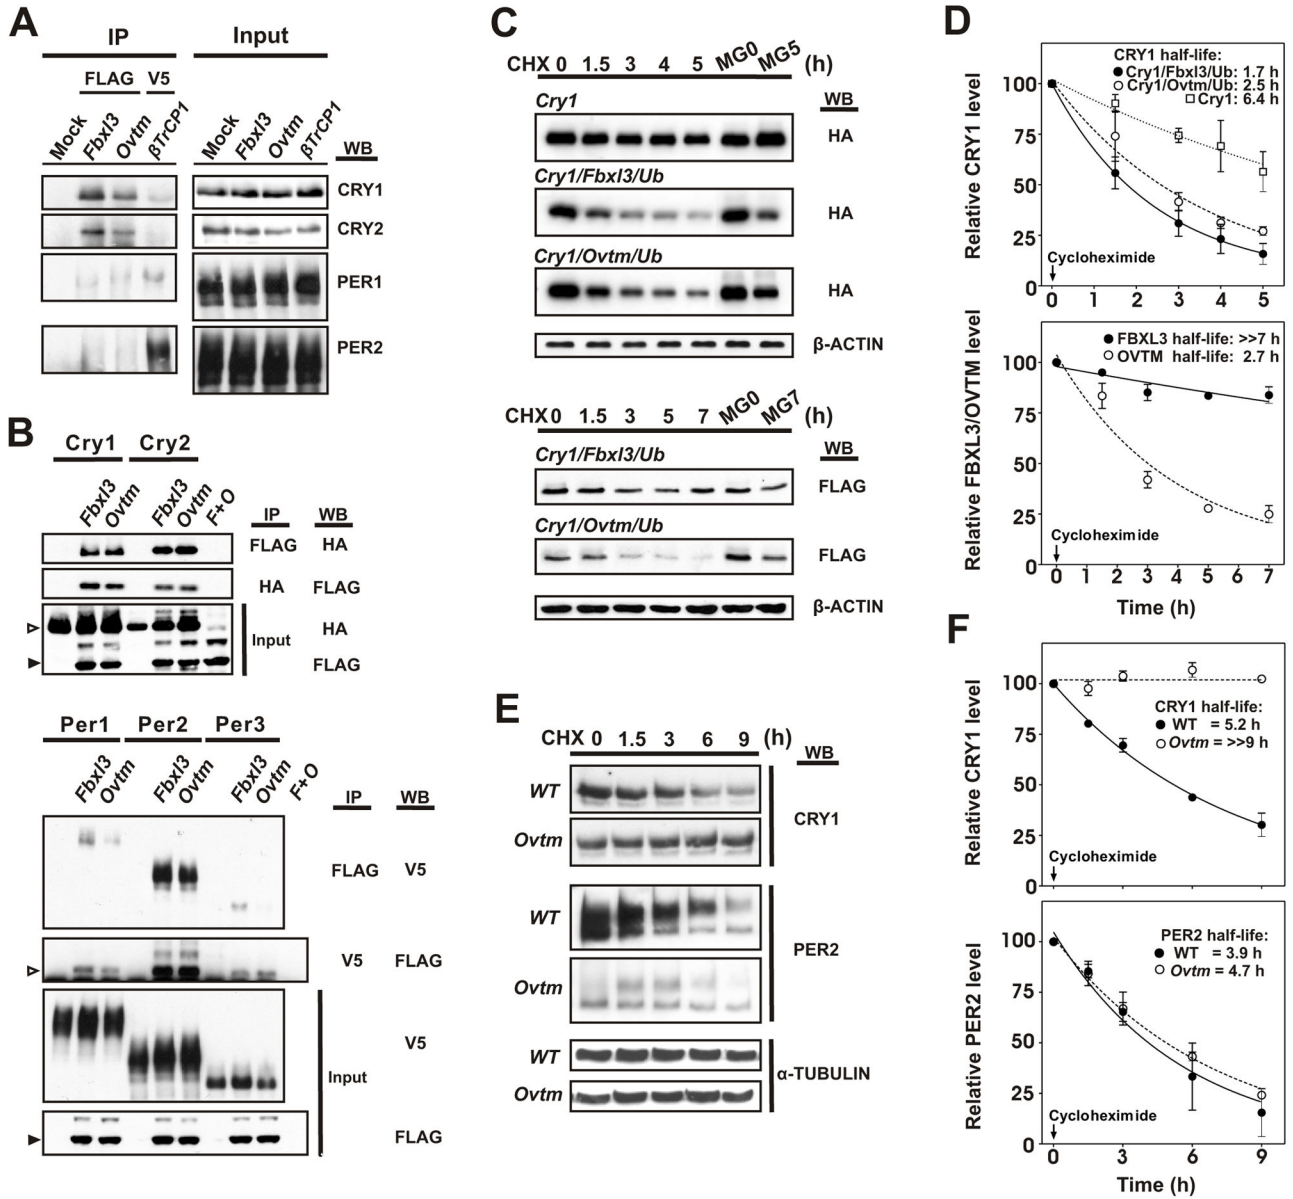 A
IP
Input
FLAG V5
Mock Fbxl3 Ovtm βTrCP1 Mock Fbxl3 Ovtm βTrCP1 WB
CRY1
CRY2
PER1
PER2
B
Cry1 Cry2
Fbxl3 Ovtm Fbxl3 Ovtm F+O IP WB
FLAG HA
HA FLAG
Input HA
FLAG
Per1 Per2 Per3
Fbxl3 Ovtm Fbxl3 Ovtm Fbxl3 Ovtm F+O IP WB
FLAG V5
V5 FLAG
V5
Input
FLAG
C
CHX 0 1.5 3 4 5 MG0 MG5 (h)
Cry1 WB
HA
Cry1/Fbxl3/Ub
HA
Cry1/Ovtm/Ub
HA
β-ACTIN
CHX 0 1.5 3 5 7 MG0 MG7 (h)
Cry1/Fbxl3/Ub WB
FLAG
Cry1/Ovtm/Ub
FLAG
β-ACTIN
D
Relative CRY1 level
100
75
50
25
0
CRY1 half-life:
Cry1/Fbxl3/Ub: 1.7 h
Cry1/Ovtm/Ub: 2.5 h
Cry1: 6.4 h
Cycloheximide
0 1 2 3 4 5
Relative FBXL3/OVTM level
100
75
50
25
0
FBXL3 half-life: >>7 h
OVTM half-life: 2.7 h
Cycloheximide
0 1 2 3 4 5 6 7
Time (h)
E
CHX 0 1.5 3 6 9 (h)
WB
WT
CRY1
Ovtm
WT
PER2
Ovtm
WT
α-TUBULIN
Ovtm
F
Relative CRY1 level
100
75
50
25
0
CRY1 half-life:
WT = 5.2 h
Ovtm = >>9 h
Cycloheximide
Relative PER2 level
100
75
50
25
0
PER2 half-life:
WT = 3.9 h
Ovtm = 4.7 h
Cycloheximide
0 3 6 9
Time (h)